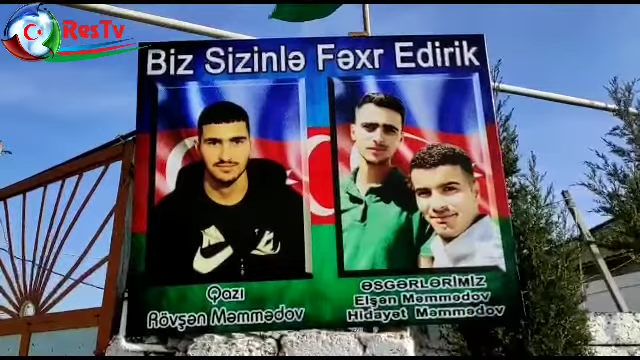 ResTv
Biz Sizinlə Fəxr Edirik
Qazı
Rövşən Məmmədov
ƏSGƏRLƏRİMİZ
Elşən Məmmədov
Hidayət Məmmədov